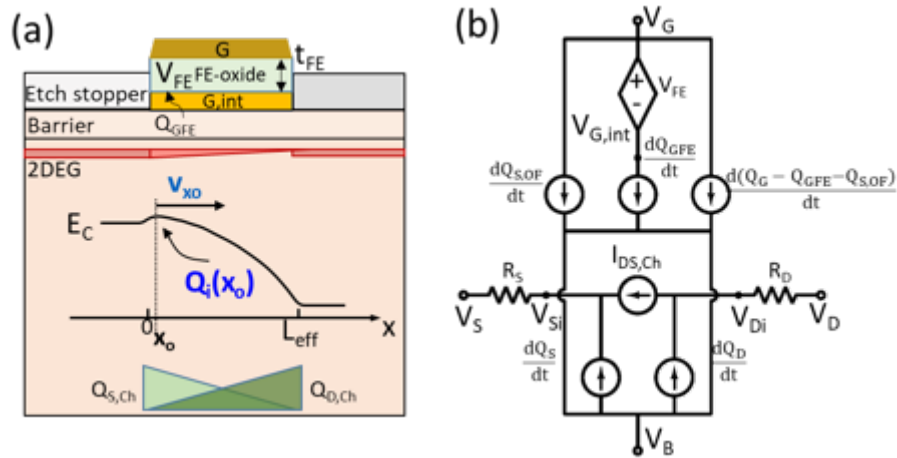 (a)
G
t_FE
V_FE FE-oxide
Etch stopper
G,int
Q_GFE
Barrier
2DEG
v_xo
E_C
Q_i(x_o)
0
x_o
L_eff
x
Q_S,Ch
Q_D,Ch
(b)
V_G
+
-
V_FE
V_G,int
dQ_GFE
dt
dQ_S,OF
dt
d(Q_G - Q_GFE-Q_S,OF)
dt
I_DS,Ch
R_S
R_D
V_S
V_Si
V_Di
V_D
dQ_S
dt
dQ_D
dt
V_B